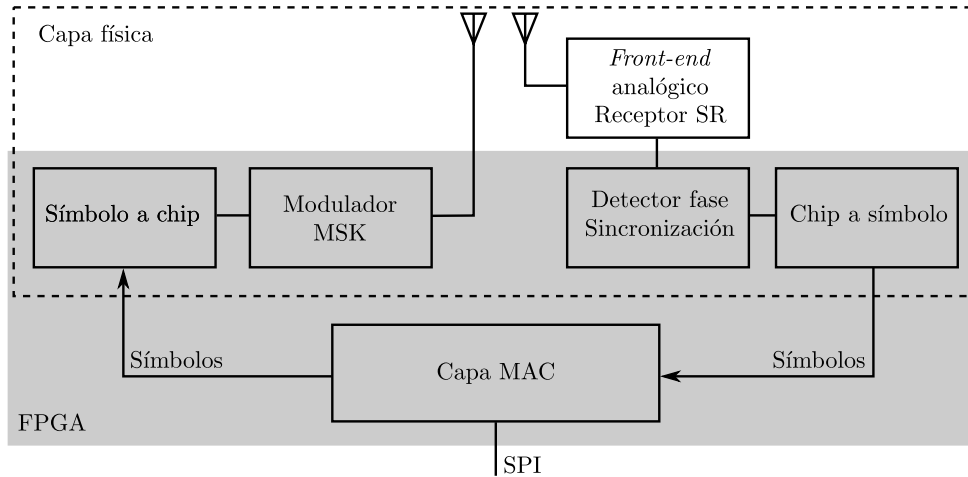 Capa física
Front-end
analógico
Receptor SR
Símbolo a chip
Modulador
MSK
Detector fase
Sincronización
Chip a símbolo
Símbolos
Capa MAC
Símbolos
FPGA
SPI